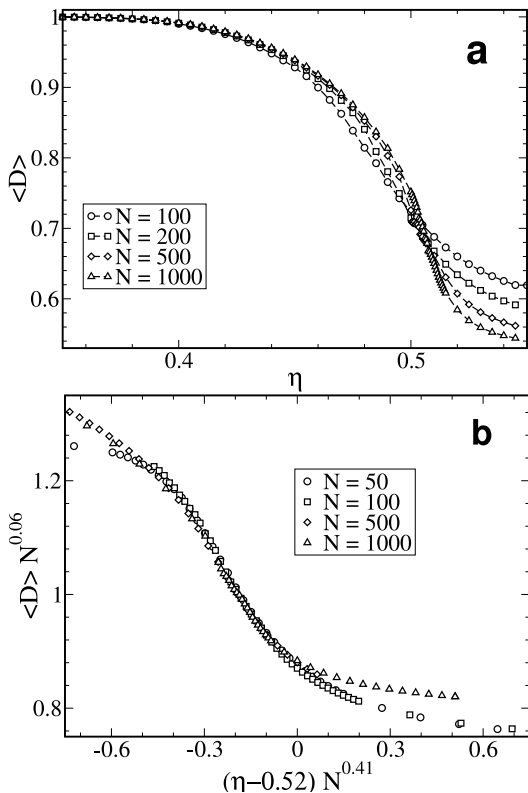 a
1
0.9
0.8
0.7
0.6
<D>
N = 100
N = 200
N = 500
N = 1000
0.4
0.5
η
b
1.2
1
0.8
<D> N^0.06
N = 50
N = 100
N = 500
N = 1000
-0.6
-0.3
0
0.3
0.6
(η−0.52) N^0.41